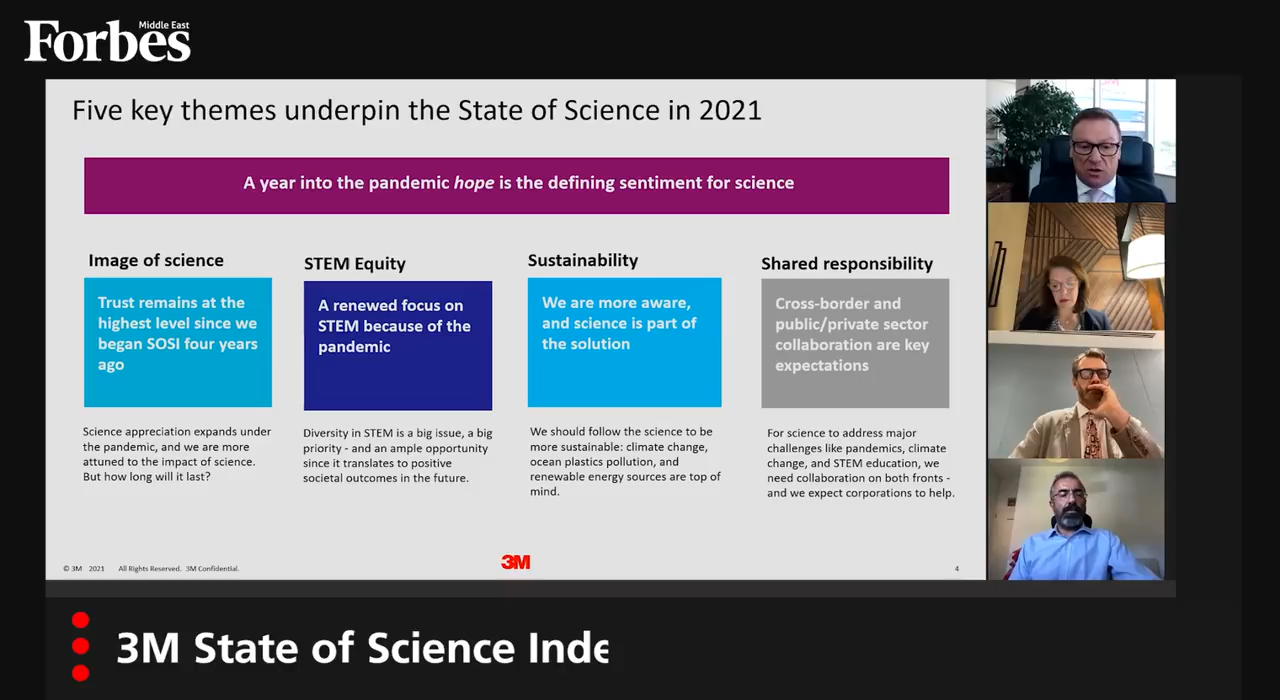 Middle East
Forbes
Five key themes underpin the State of Science in 2021
A year into the pandemic hope is the defining sentiment for science
Image of science
Trust remains at the
highest level since we
began SOSI four years
ago
Science appreciation expands under
the pandemic, and we are more
attuned to the impact of science.
But how long will it last?
STEM Equity
A renewed focus on
STEM because of the
pandemic
Diversity in STEM is a big issue, a big
priority - and an ample opportunity
since it translates to positive
societal outcomes in the future.
Sustainability
We are more aware,
and science is part of
the solution
We should follow the science to be
more sustainable: climate change,
ocean plastics pollution, and
renewable energy sources are top of
mind.
Shared responsibility
Cross-border and
public/private sector
collaboration are key
expectations
For science to address major
challenges like pandemics, climate
change, and STEM education, we
need collaboration on both fronts -
and we expect corporations to help.
© 3M 2021 All Rights Reserved. 3M Confidential.
3M
4
3M State of Science Inde